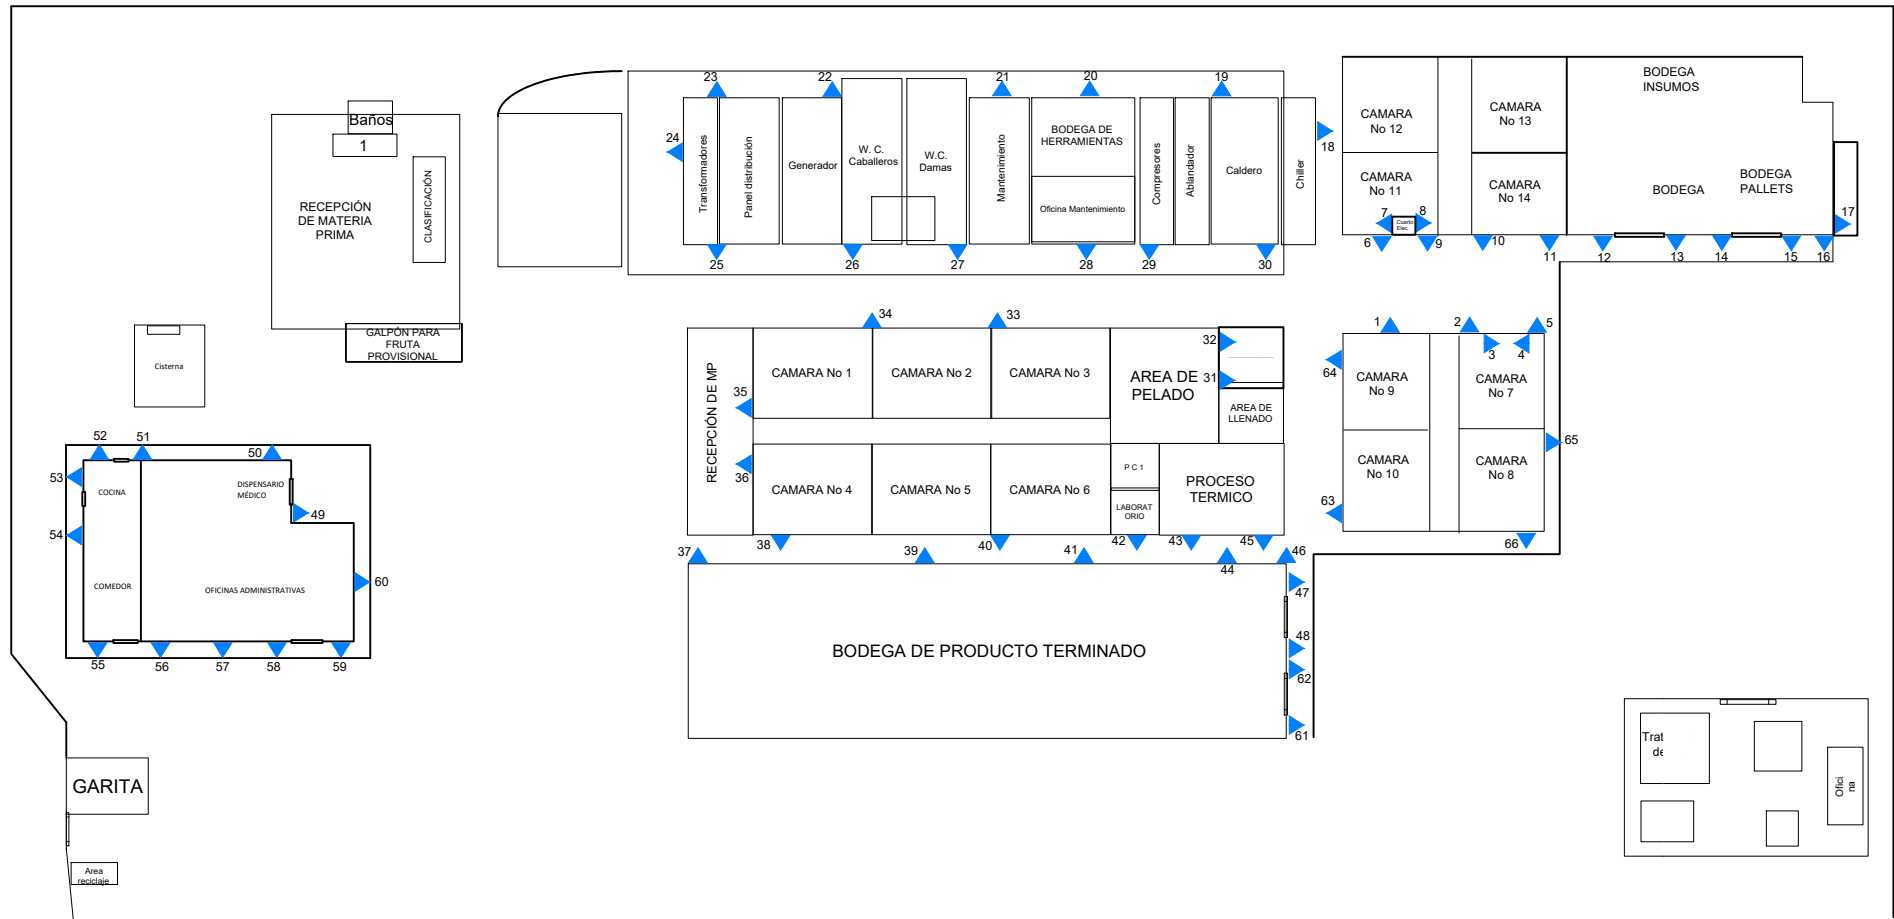 23
22
21
20
19
24
18
Transformadores
Panel distribución
Generador
W. C.
Caballeros
W.C.
Damas
Mantenimiento
BODEGA DE
HERRAMIENTAS
Oficina Mantenimiento
Compresores
Ablandador
Caldero
Chiller
25
26
27
28
29
30
Baños
1
CLASIFICACIÓN
RECEPCIÓN
DE MATERIA
PRIMA
GALPÓN PARA
FRUTA
PROVISIONAL
Cisterna
CAMARA
No 12
CAMARA
No 13
CAMARA
No 11
CAMARA
No 14
BODEGA
INSUMOS
BODEGA
BODEGA
PALLETS
7
8
Cuarto
Elec.
17
6
9
10
11
12
13
14
15
16
34
33
32
31
RECEPCIÓN DE MP
35
36
CAMARA No 1
CAMARA No 2
CAMARA No 3
AREA DE
PELADO
AREA DE
LLENADO
CAMARA No 4
CAMARA No 5
CAMARA No 6
P C 1
LABORAT
ORIO
PROCESO
TERMICO
1
2
5
3
4
64
CAMARA
No 9
CAMARA
No 7
65
CAMARA
No 10
CAMARA
No 8
63
66
37
38
39
40
41
42
43
44
45
46
47
48
62
61
BODEGA DE PRODUCTO TERMINADO
52
51
50
53
COCINA
DISPENSARIO
MÉDICO
49
54
COMEDOR
OFICINAS ADMINISTRATIVAS
60
55
56
57
58
59
GARITA
Area
reciclaje
Trat
de
Ofici
na